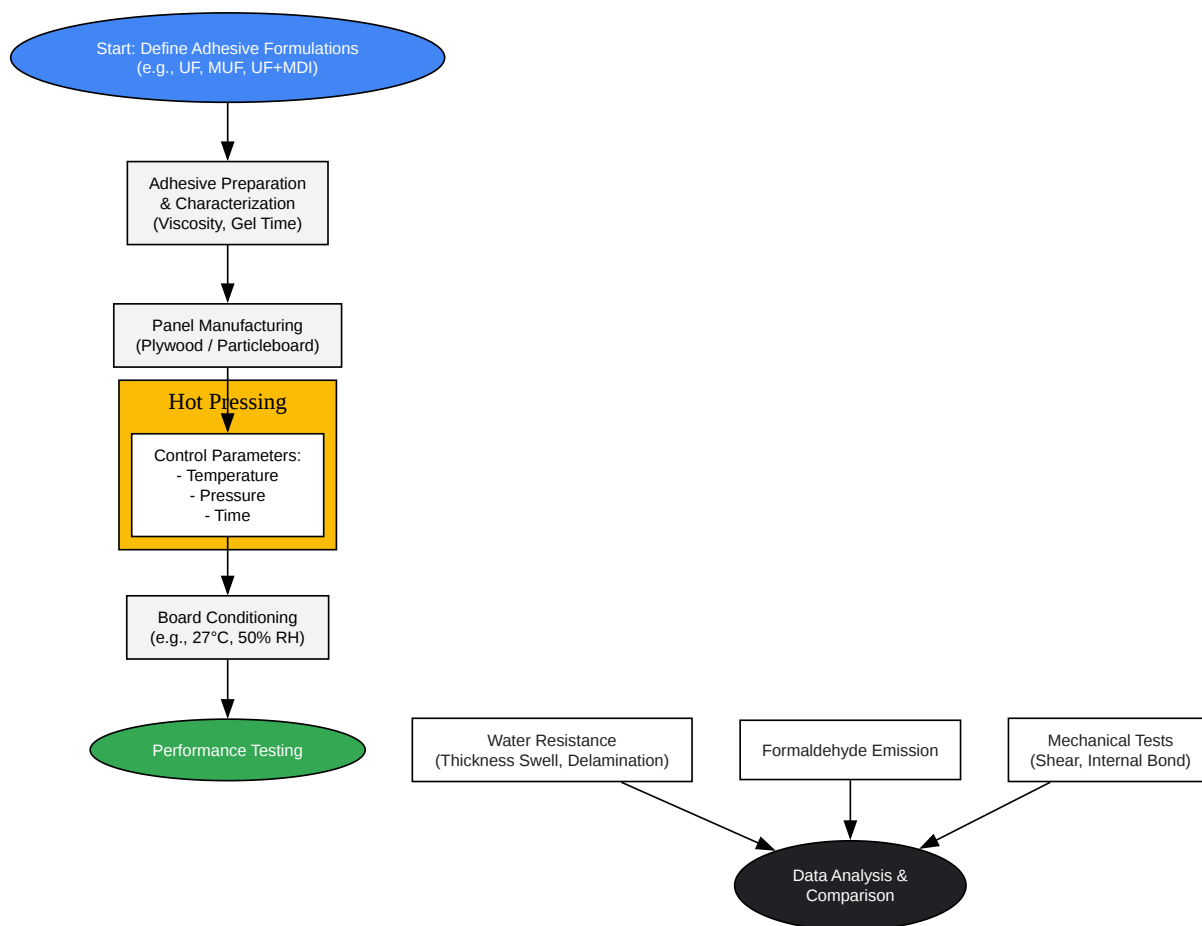 Start: Define Adhesive Formulations
(e.g., UF, MUF, UF+MDI)
Adhesive Preparation
& Characterization
(Viscosity, Gel Time)
Panel Manufacturing
(Plywood / Particleboard)
Hot Pressing
Control Parameters:
- Temperature
- Pressure
- Time
Board Conditioning
(e.g., 27°C, 50% RH)
Performance Testing
Water Resistance
(Thickness Swell, Delamination)
Formaldehyde Emission
Mechanical Tests
(Shear, Internal Bond)
Data Analysis &
Comparison